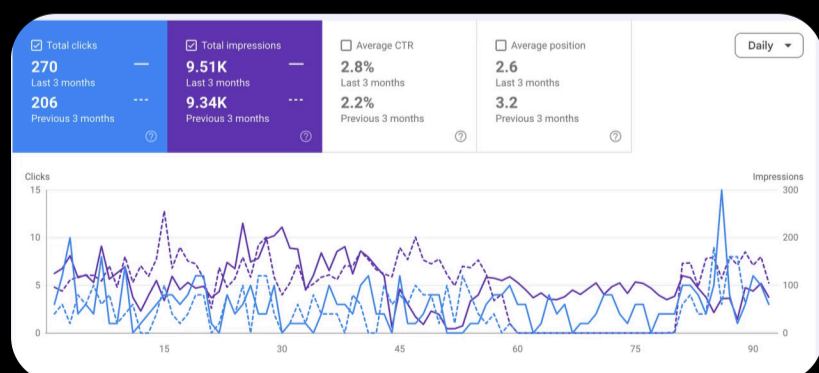 Total clicks
270
Last 3 months
206
Previous 3 months
Total impressions
9.51K
Last 3 months
9.34K
Previous 3 months
Average CTR
2.8%
Last 3 months
2.2%
Previous 3 months
Average position
2.6
Last 3 months
3.2
Previous 3 months
Daily
Clicks
Impressions
15
10
5
0
300
200
100
0
15
30
45
60
75
90